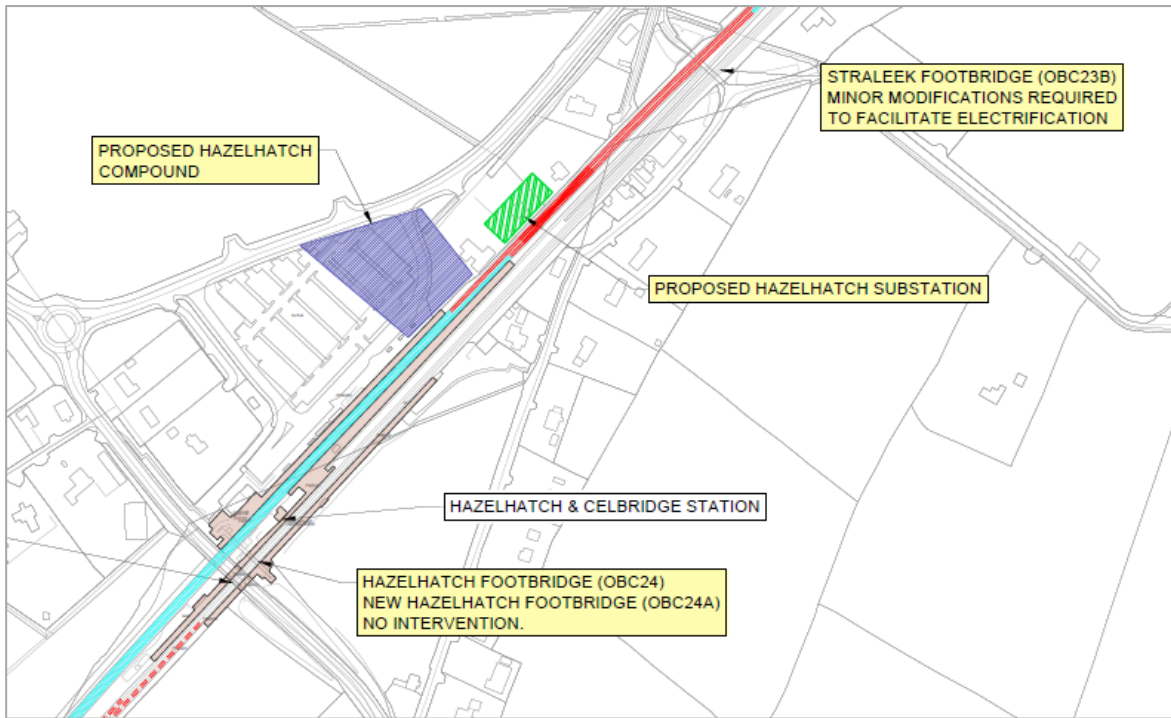 STRALEEK FOOTBRIDGE (OBC23B)
MINOR MODIFICATIONS REQUIRED
TO FACILITATE ELECTRIFICATION
PROPOSED HAZELHATCH
COMPOUND
PROPOSED HAZELHATCH SUBSTATION
HAZELHATCH & CELBRIDGE STATION
HAZELHATCH FOOTBRIDGE (OBC24)
NEW HAZELHATCH FOOTBRIDGE (OBC24A)
NO INTERVENTION.